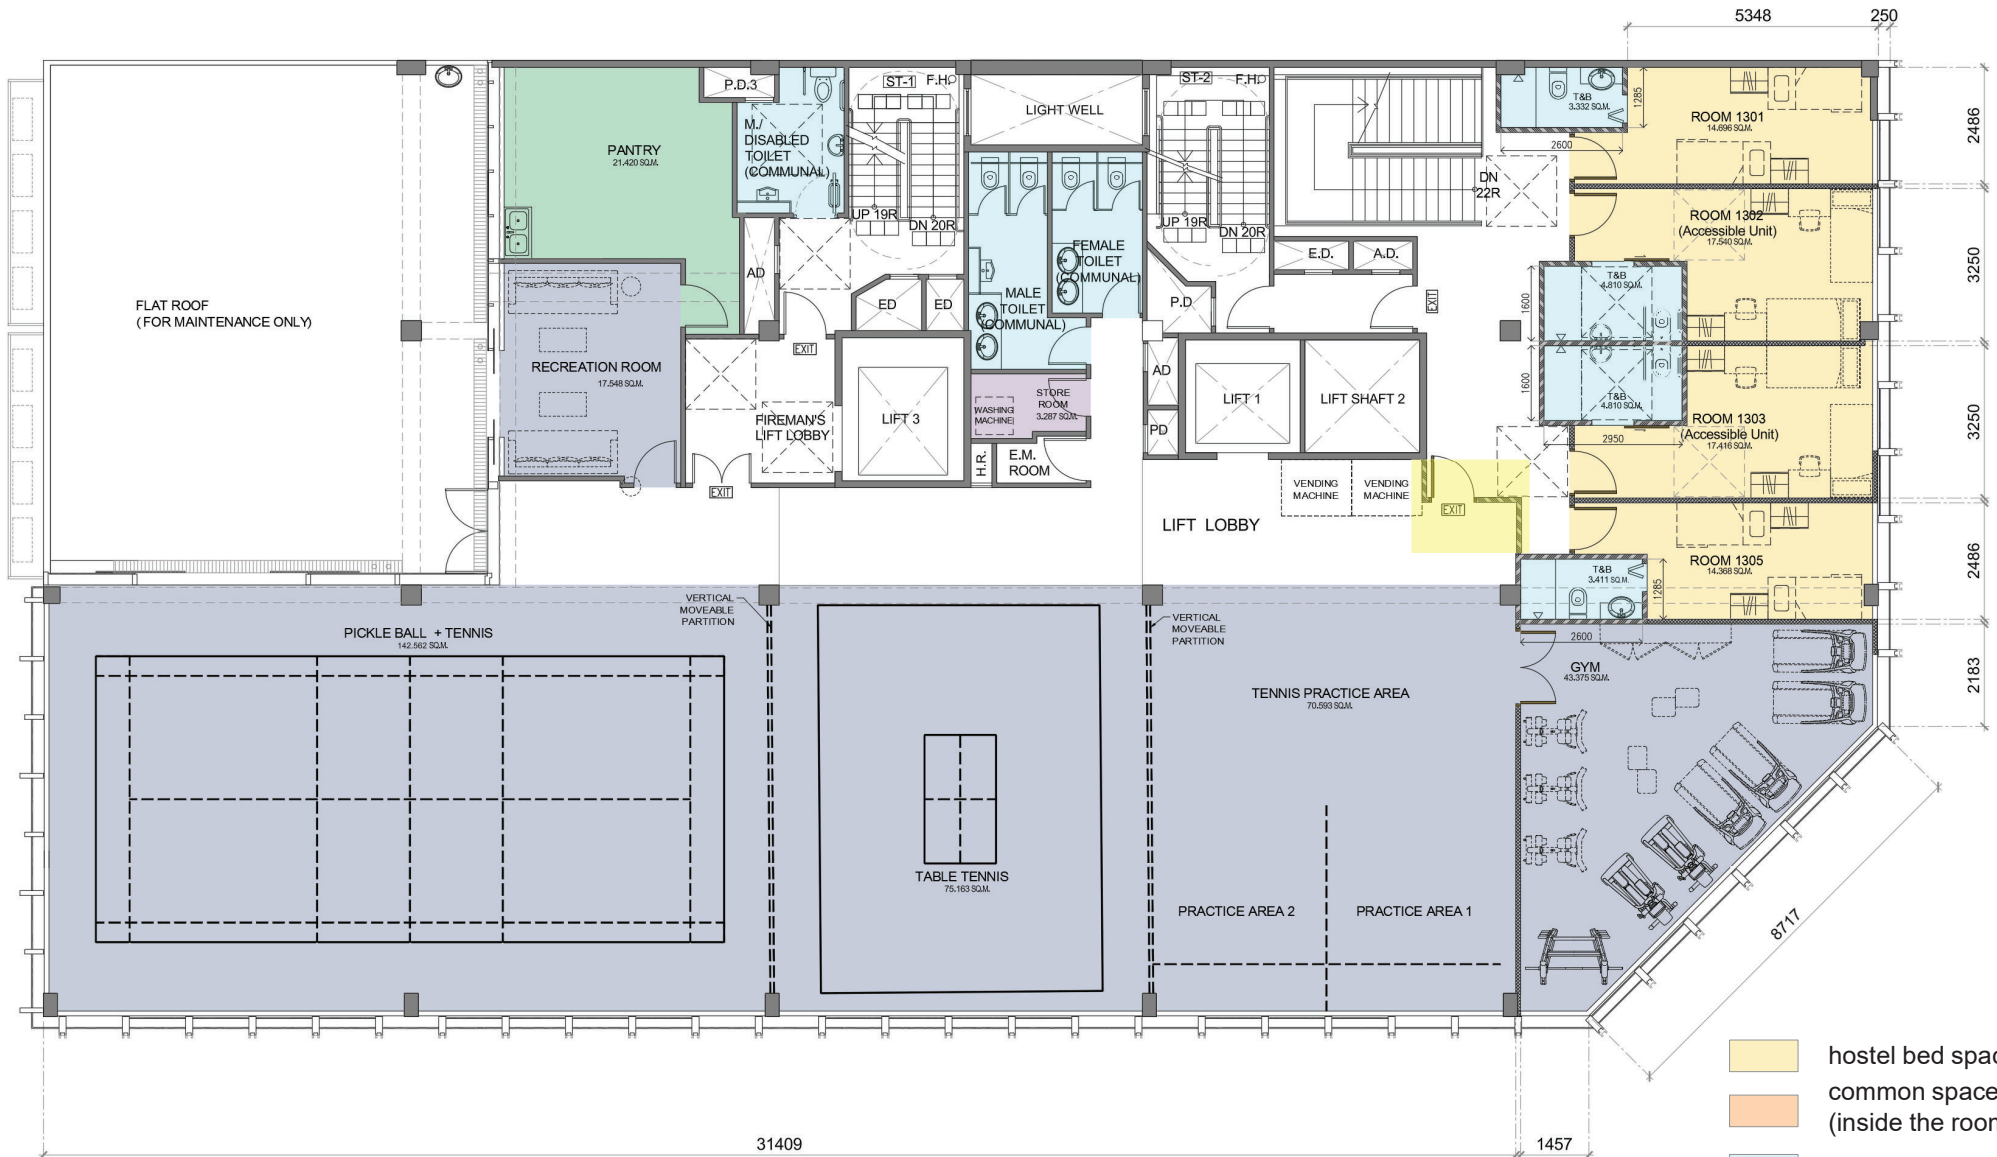 5348
250
ST-1
F.H.
ST-2
F.H.
P.D.3
LIGHT WELL
T&B
3.332 SQ.M.
1285
ROOM 1301
14.696 SQ.M.
2486
M./
DISABLED
TOILET
(COMMUNAL)
PANTRY
21.420 SQ.M.
2600
DN
22R
UP 19R
DN 20R
UP 19R
DN 20R
ROOM 1302
(Accessible Unit)
17.540 SQ.M.
3250
FEMALE
TOILET
(COMMUNAL)
E.D.
A.D.
AD
T&B
4.810 SQ.M.
1600
FLAT ROOF
(FOR MAINTENANCE ONLY)
ED
ED
MALE
TOILET
(COMMUNAL)
P.D.
EXIT
EXIT
RECREATION ROOM
17.548 SQ.M.
AD
1600
T&B
4.810 SQ.M.
STORE
ROOM
3.287 SQ.M.
WASHING
MACHINE
LIFT 1
LIFT SHAFT 2
FIREMAN'S
LIFT LOBBY
LIFT 3
PD
ROOM 1303
(Accessible Unit)
17.416 SQ.M.
3250
2950
H.R.
E.M.
ROOM
EXIT
VENDING
MACHINE
VENDING
MACHINE
EXIT
LIFT LOBBY
ROOM 1305
14.368 SQ.M.
2486
T&B
3.411 SQ.M.
1285
VERTICAL
MOVEABLE
PARTITION
VERTICAL
MOVEABLE
PARTITION
2600
PICKLE BALL + TENNIS
142.562 SQ.M.
GYM
43.375 SQ.M.
2183
TENNIS PRACTICE AREA
70.593 SQ.M.
TABLE TENNIS
75.163 SQ.M.
PRACTICE AREA 2
PRACTICE AREA 1
8717
hostel bed spac
common space
(inside the roon
31409
1457